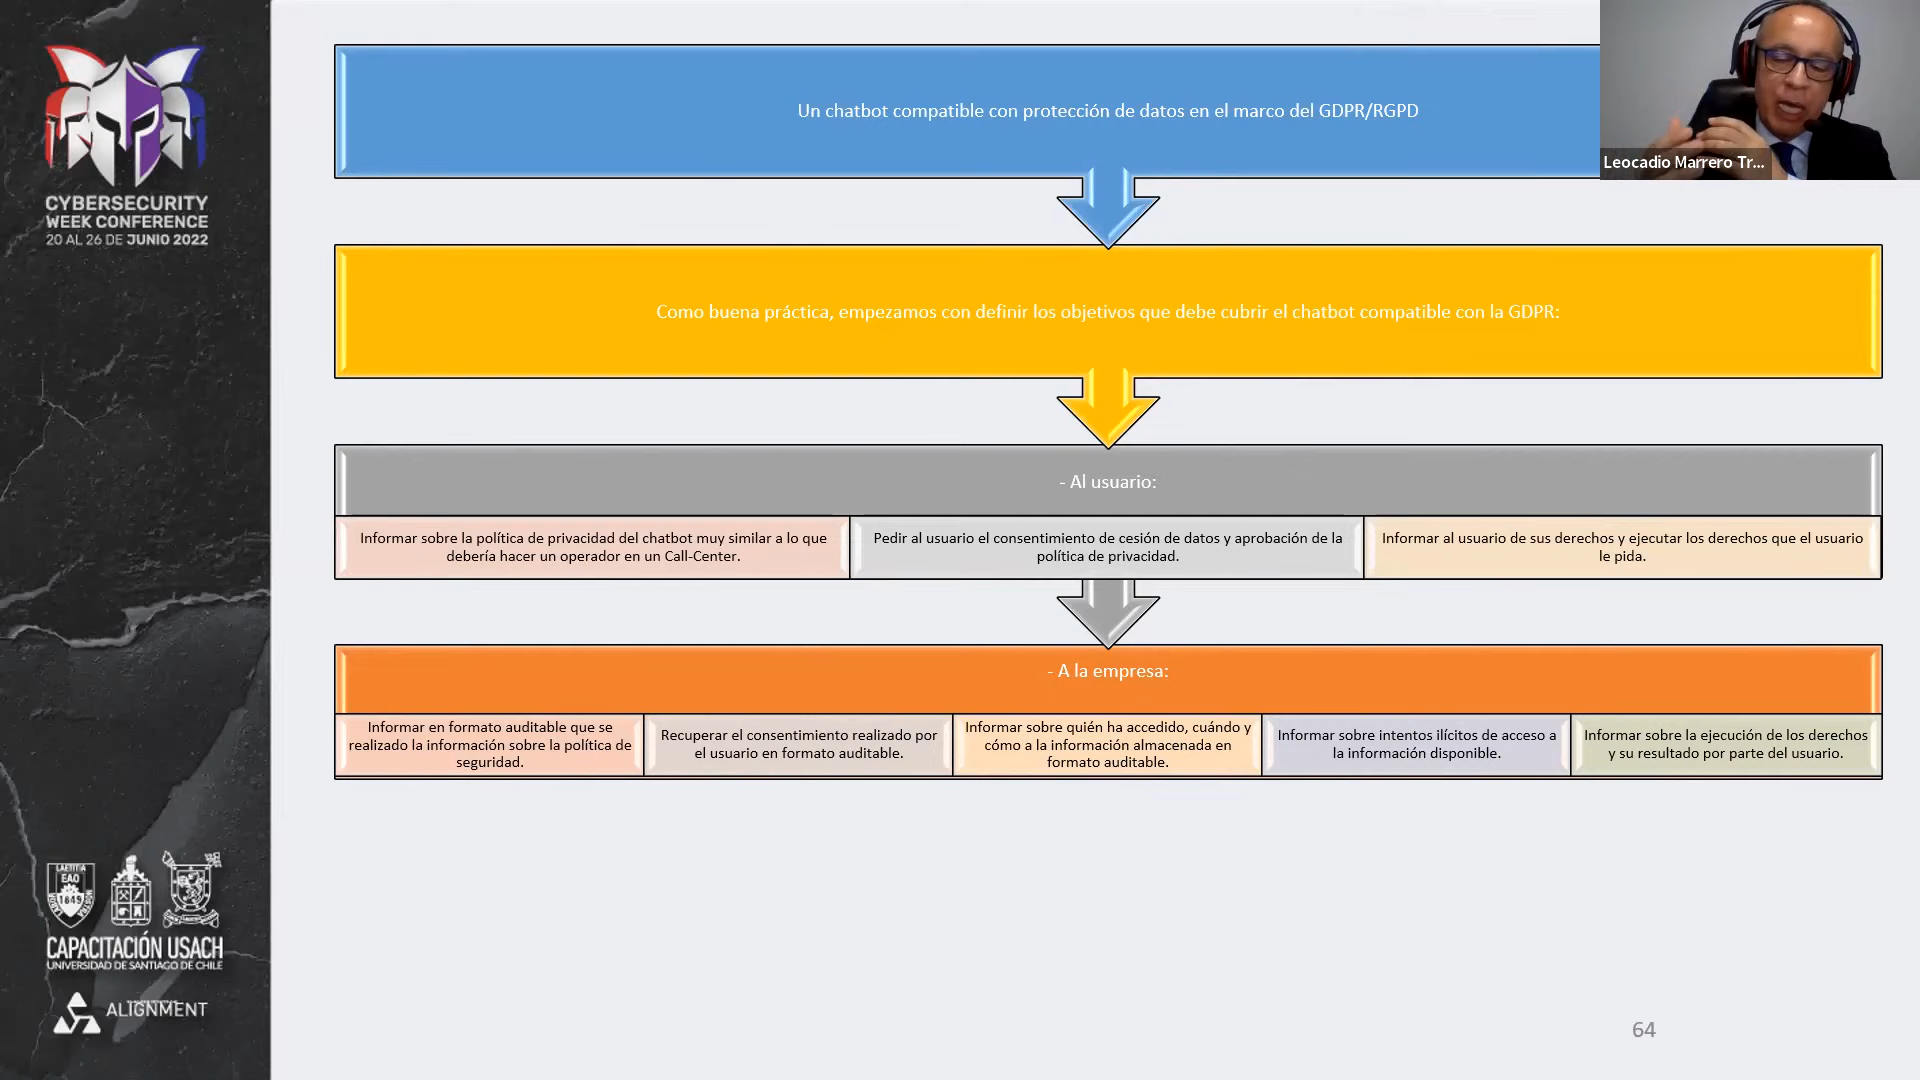 CYBERSECURITY
WEEK CONFERENCE
20 AL 26 DE JUNIO 2022
Un chatbot compatible con protección de datos en el marco del GDPR/RGPD
Leocadio Marrero Tr...
Como buena práctica, empezamos con definir los objetivos que debe cubrir el chatbot compatible con la GDPR:
- Al usuario:
Informar sobre la política de privacidad del chatbot muy similar a lo que
debería hacer un operador en un Call-Center.
Pedir al usuario el consentimiento de cesión de datos y aprobación de la
política de privacidad.
Informar al usuario de sus derechos y ejecutar los derechos que el usuario
le pida.
- A la empresa:
Informar en formato auditable que se
realizado la información sobre la política de
seguridad.
Recuperar el consentimiento realizado por
el usuario en formato auditable.
Informar sobre quién ha accedido, cuándo y
cómo a la información almacenada en
formato auditable.
Informar sobre intentos ilícitos de acceso a
la información disponible.
Informar sobre la ejecución de los derechos
y su resultado por parte del usuario.
LAETITIA
EAO
1849
CAPACITACIÓN USACH
UNIVERSIDAD DE SANTIAGO DE CHILE
ALIGNMENT
64